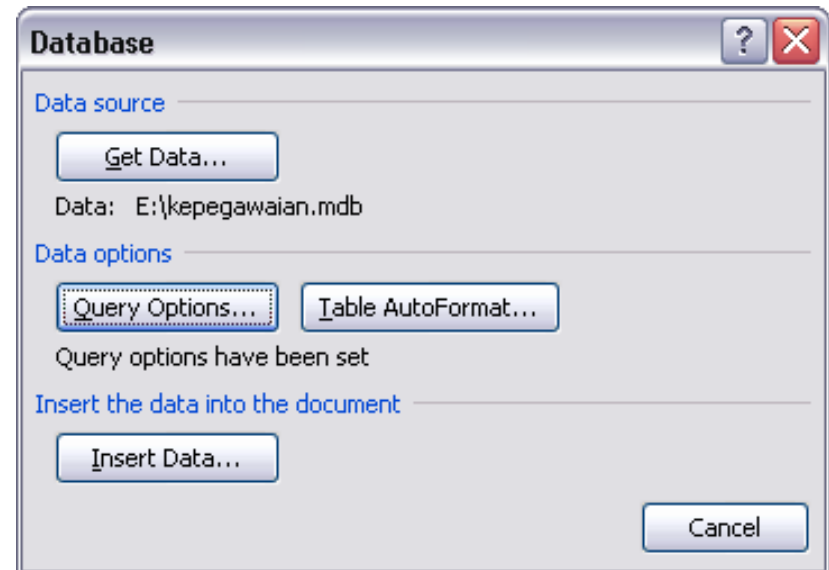 Database
Data source
Get Data...
Data: E:\kepegawaian.mdb
Data options
Query Options... Table AutoFormat...
Query options have been set
Insert the data into the document
Insert Data...
Cancel